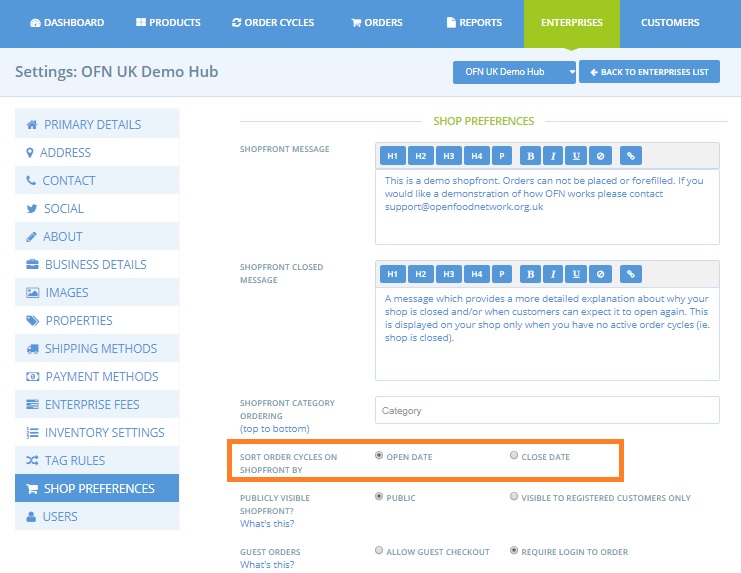 DASHBOARD PRODUCTS ORDER CYCLES ORDERS REPORTS ENTERPRISES CUSTOMERS
Settings: OFN UK Demo Hub
OFN UK Demo Hub BACK TO ENTERPRISES LIST
PRIMARY DETAILS
ADDRESS
CONTACT
SOCIAL
ABOUT
BUSINESS DETAILS
IMAGES
PROPERTIES
SHIPPING METHODS
PAYMENT METHODS
ENTERPRISE FEES
INVENTORY SETTINGS
TAG RULES
SHOP PREFERENCES
USERS
SHOP PREFERENCES
SHOPFRONT MESSAGE
H1 H2 H3 H4 P B I U
This is a demo shopfront. Orders can not be placed or forefilled. If you
would like a demonstration of how OFN works please contact
support@openfoodnetwork.org.uk
SHOPFRONT CLOSED
MESSAGE
H1 H2 H3 H4 P B I U
A message which provides a more detailed explanation about why your
shop is closed and/or when customers can expect it to open again. This
is displayed on your shop only when you have no active order cycles (ie.
shop is closed).
SHOPFRONT CATEGORY
ORDERING
(top to bottom)
Category
SORT ORDER CYCLES ON
SHOPFRONT BY
OPEN DATE CLOSE DATE
PUBLICLY VISIBLE
SHOPFRONT?
What's this?
PUBLIC VISIBLE TO REGISTERED CUSTOMERS ONLY
GUEST ORDERS
What's this?
ALLOW GUEST CHECKOUT REQUIRE LOGIN TO ORDER